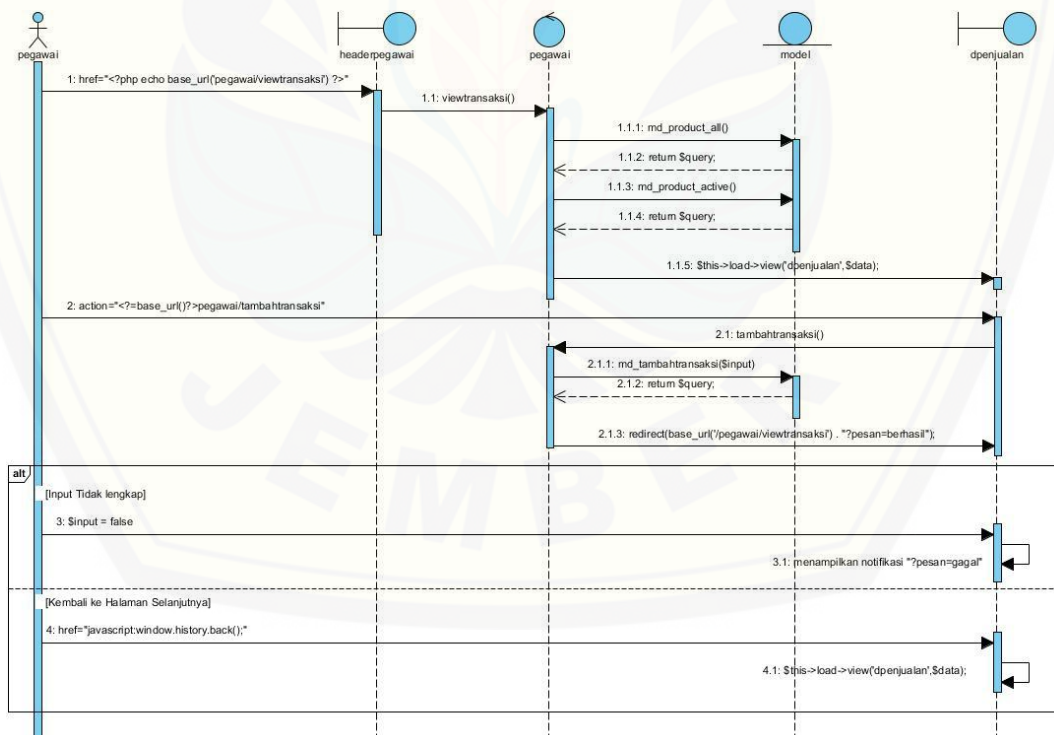 pegawai
headerpegawai
pegawai
model
dpenjualan
1: href="<?php echo base_url('pegawai/viewtransaksi') ?>"
1.1: viewtransaksi()
1.1.1: md_product_all()
1.1.2: return $query;
1.1.3: md_product_active()
1.1.4: return $query;
1.1.5: $this->load->view('dpenjualan',$data);
2: action="<?=base_url()?>pegawai/tambahtransaksi"
2.1: tambahtransaksi()
2.1.1: md_tambahtransaksi($input)
2.1.2: return $query;
2.1.3: redirect(base_url('/pegawai/viewtransaksi') . "?pesan=berhasil");
alt
[Input Tidak lengkap]
3: $input = false
3.1: menampilkan notifikasi "?pesan=gagal"
[Kembali ke Halaman Selanjutnya]
4: href="javascript:window.history.back();"
4.1: $this->load->view('dpenjualan',$data);
JEMBER